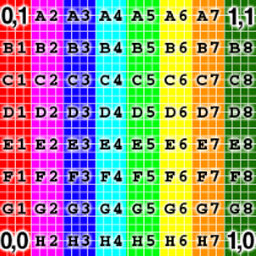 0,1 A2 A3 A4 A5 A6 A7 1,1
B1 B2 B3 B4 B5 B6 B7 B8
C1 C2 C3 C4 C5 C6 C7 C8
D1 D2 D3 D4 D5 D6 D7 D8
E1 E2 E3 E4 E5 E6 E7 E8
F1 F2 F3 F4 F5 F6 F7 F8
G1 G2 G3 G4 G5 G6 G7 G8
0,0 H2 H3 H4 H5 H6 H7 1,0